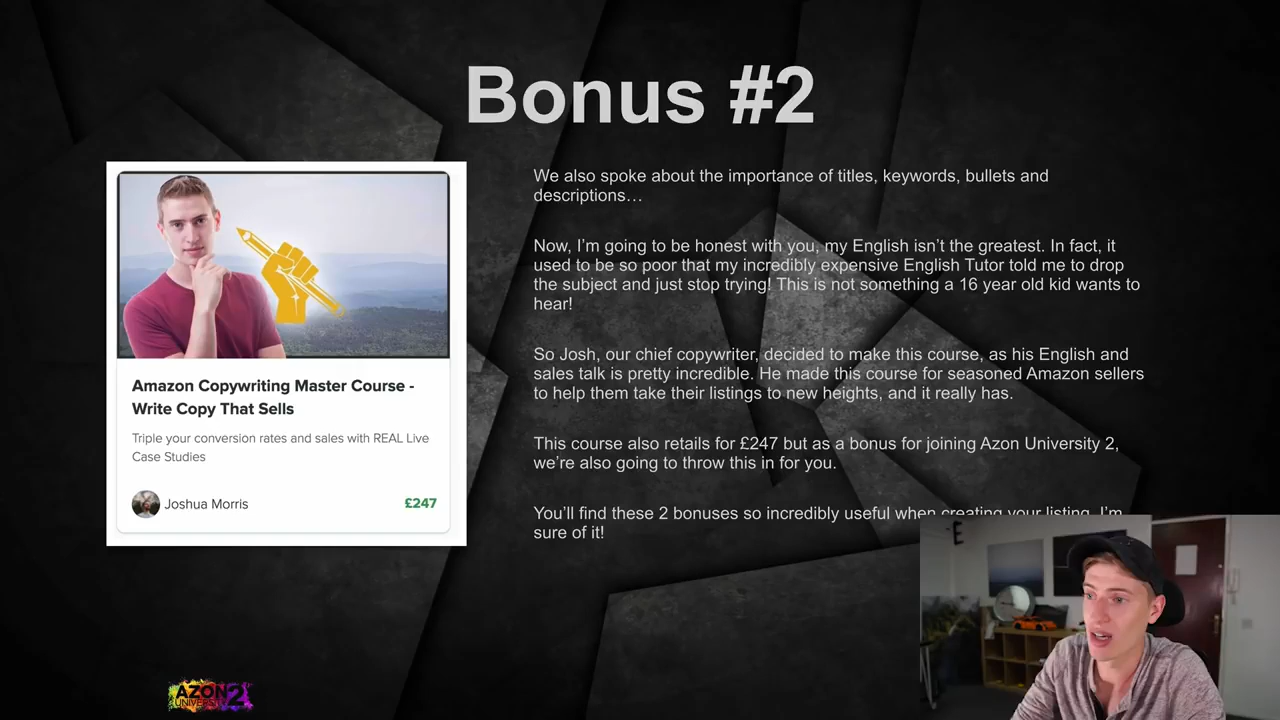 Bonus #2
We also spoke about the importance of titles, keywords, bullets and
descriptions…
Now, I'm going to be honest with you, my English isn't the greatest. In fact, it
used to be so poor that my incredibly expensive English Tutor told me to drop
the subject and just stop trying! This is not something a 16 year old kid wants to
hear!
So Josh, our chief copywriter, decided to make this course, as his English and
sales talk is pretty incredible. He made this course for seasoned Amazon sellers
to help them take their listings to new heights, and it really has.
This course also retails for £247 but as a bonus for joining Azon University 2,
we're also going to throw this in for you.
You'll find these 2 bonuses so incredibly useful when creating your listing, I'm
sure of it!
Amazon Copywriting Master Course -
Write Copy That Sells
Triple your conversion rates and sales with REAL Live
Case Studies
Joshua Morris
£247
AZON 2